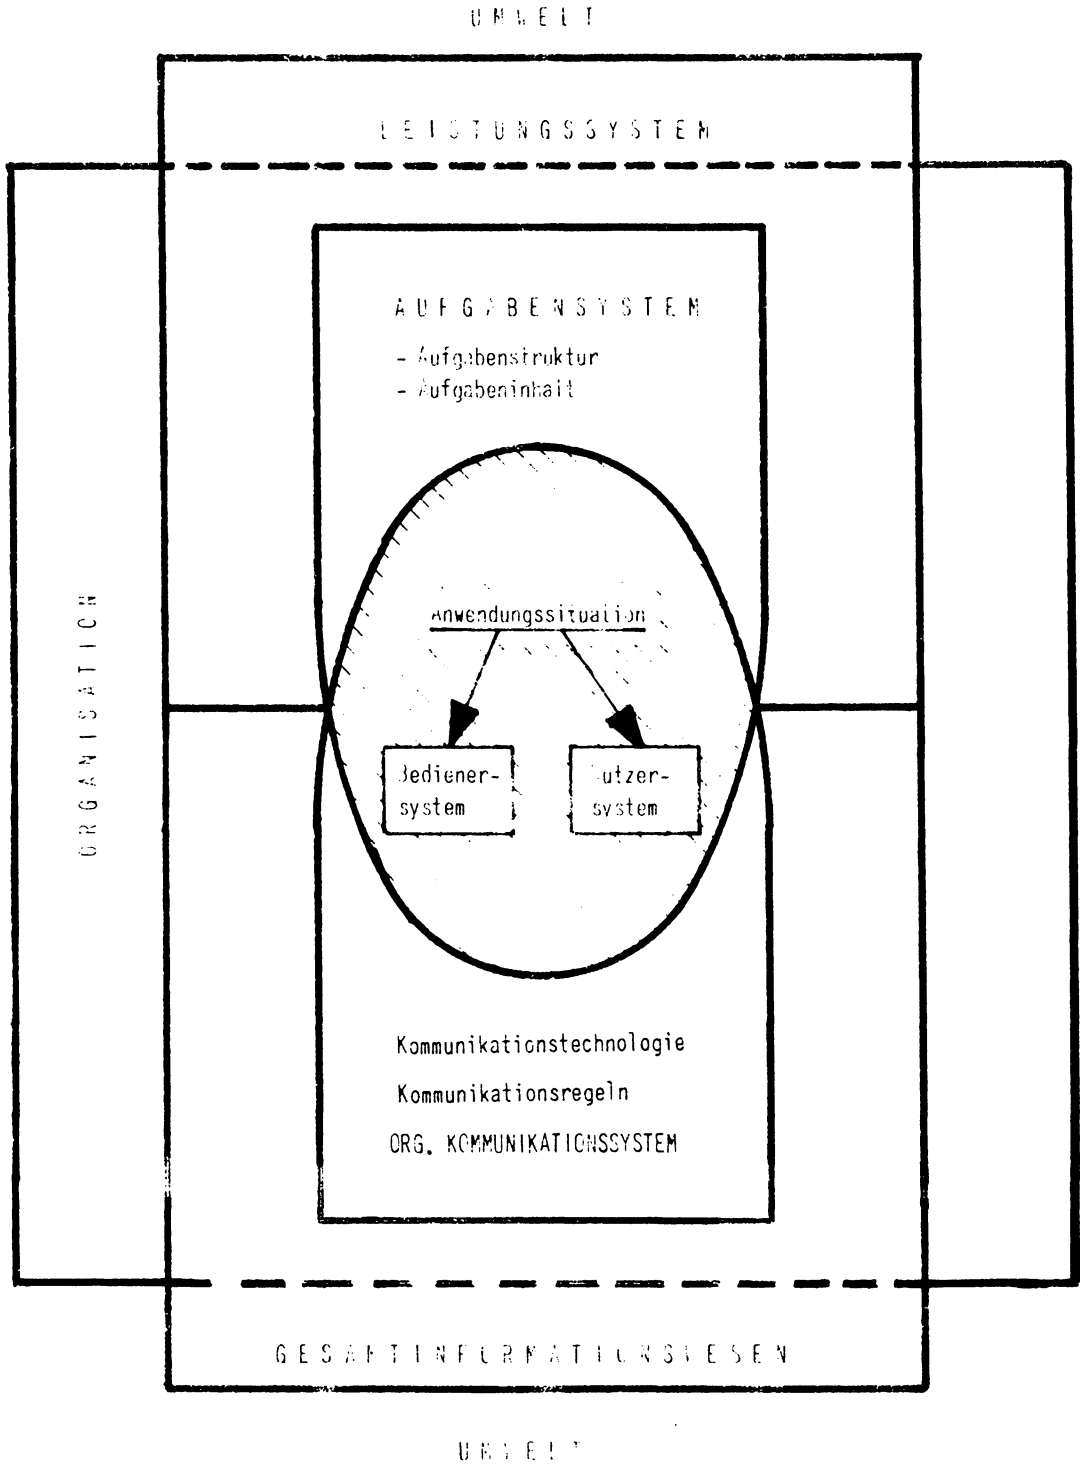 UMWELT
LEISTUNGSSYSTEM
AUFGABENSYSTEM
- Aufgabenstruktur
- Aufgabeninhalt
ORGANISATION
Anwendungssituation
Bediener-
system
Nutzer-
system
Kommunikationstechnologie
Kommunikationsregeln
ORG. KOMMUNIKATIONSSYSTEM
GESAMTINFORMATIONSWESEN
UMWELT